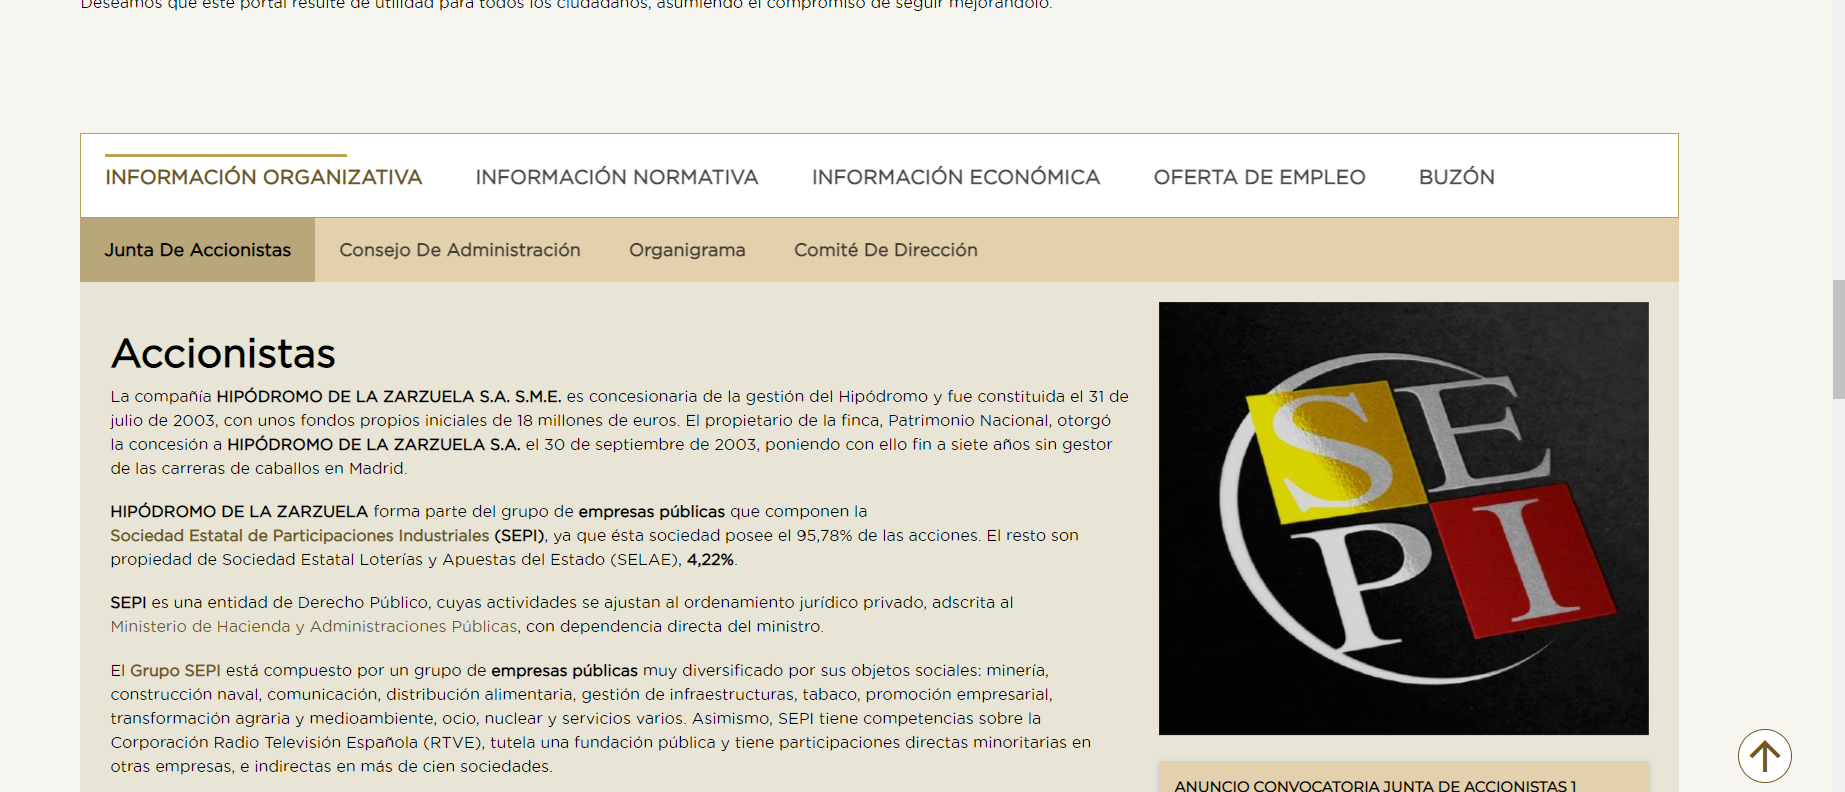 Deseamos que este portal resulte de utilidad para todos los ciudadanos, asumiendo el compromiso de seguir mejorándolo.
INFORMACIÓN ORGANIZATIVA INFORMACIÓN NORMATIVA INFORMACIÓN ECONÓMICA OFERTA DE EMPLEO BUZÓN
Junta De Accionistas Consejo De Administración Organigrama Comité De Dirección
Accionistas
La compañía HIPÓDROMO DE LA ZARZUELA S.A. S.M.E. es concesionaria de la gestión del Hipódromo y fue constituida el 31 de
julio de 2003, con unos fondos propios iniciales de 18 millones de euros. El propietario de la finca, Patrimonio Nacional, otorgó
la concesión a HIPÓDROMO DE LA ZARZUELA S.A. el 30 de septiembre de 2003, poniendo con ello fin a siete años sin gestor
de las carreras de caballos en Madrid.
HIPÓDROMO DE LA ZARZUELA forma parte del grupo de empresas públicas que componen la
Sociedad Estatal de Participaciones Industriales (SEPI), ya que ésta sociedad posee el 95,78% de las acciones. El resto son
propiedad de Sociedad Estatal Loterías y Apuestas del Estado (SELAE), 4,22%.
SEPI es una entidad de Derecho Público, cuyas actividades se ajustan al ordenamiento jurídico privado, adscrita al
Ministerio de Hacienda y Administraciones Públicas, con dependencia directa del ministro.
El Grupo SEPI está compuesto por un grupo de empresas públicas muy diversificado por sus objetos sociales: minería,
construcción naval, comunicación, distribución alimentaria, gestión de infraestructuras, tabaco, promoción empresarial,
transformación agraria y medioambiente, ocio, nuclear y servicios varios. Asimismo, SEPI tiene competencias sobre la
Corporación Radio Televisión Española (RTVE), tutela una fundación pública y tiene participaciones directas minoritarias en
otras empresas, e indirectas en más de cien sociedades.
SE
PI
ANUNCIO CONVOCATORIA JUNTA DE ACCIONISTAS 1